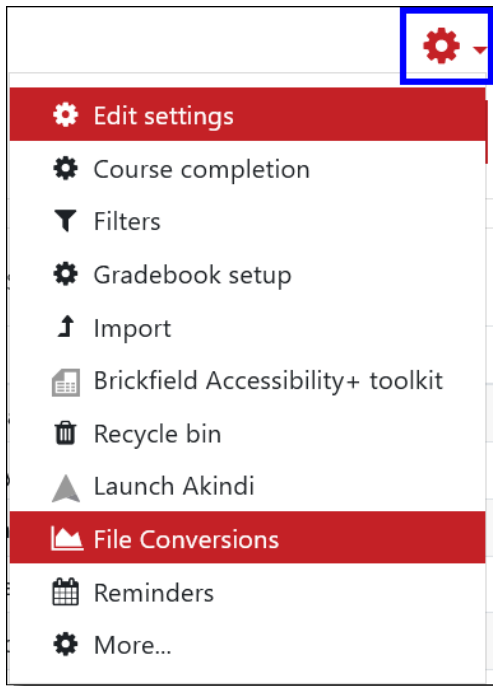 Edit settings
Course completion
Filters
Gradebook setup
Import
Brickfield Accessibility+ toolkit
Recycle bin
Launch Akindi
File Conversions
Reminders
More...